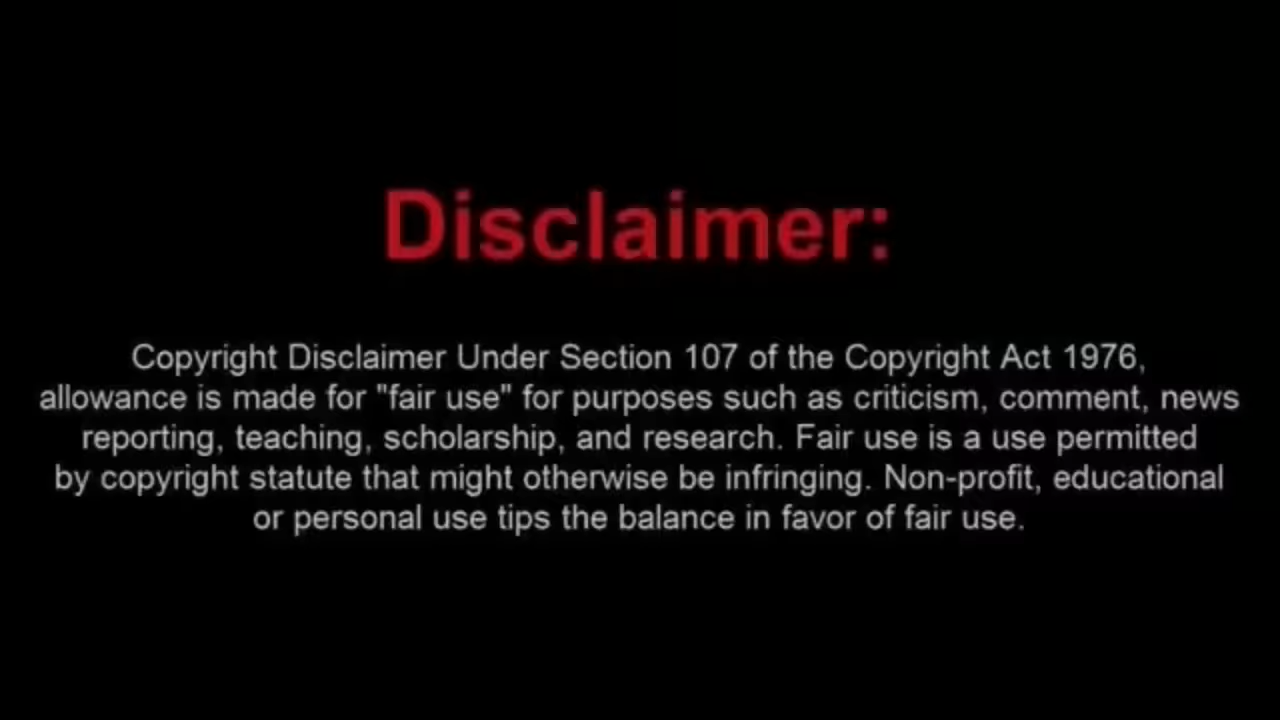 Disclaimer:
Copyright Disclaimer Under Section 107 of the Copyright Act 1976,
allowance is made for "fair use" for purposes such as criticism, comment, news
reporting, teaching, scholarship, and research. Fair use is a use permitted
by copyright statute that might otherwise be infringing. Non-profit, educational
or personal use tips the balance in favor of fair use.